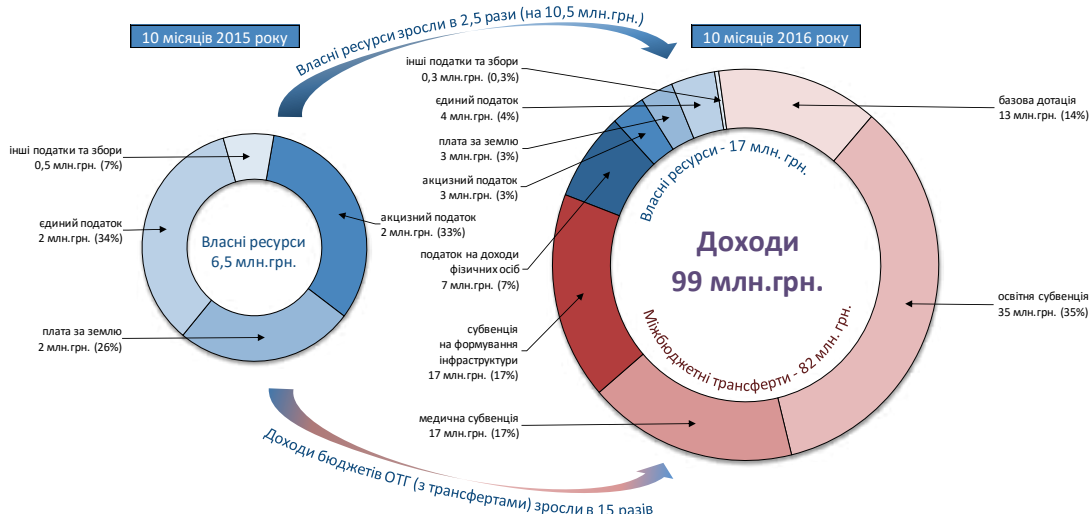 10 місяців 2015 року
Власні ресурси зросли в 2,5 рази (на 10,5 млн.грн.)
10 місяців 2016 року
інші податки та збори
0,5 млн.грн. (7%)
єдиний податок
2 млн.грн. (34%)
плата за землю
2 млн.грн. (26%)
акцизний податок
2 млн.грн. (33%)
Власні ресурси
6,5 млн.грн.
інші податки та збори
0,3 млн.грн. (0,3%)
єдиний податок
4 млн.грн. (4%)
плата за землю
3 млн.грн. (3%)
акцизний податок
3 млн.грн. (3%)
податок на доходи
фізичних осіб
7 млн.грн. (7%)
субвенція
на формування
інфраструктури
17 млн.грн. (17%)
медична субвенція
17 млн.грн. (17%)
базова дотація
13 млн.грн. (14%)
освітня субвенція
35 млн.грн. (35%)
Власні ресурси - 17 млн. грн.
Доходи
99 млн.грн.
Міжбюджетні трансферти - 82 млн. грн.
Доходи бюджетів ОТГ (з трансфертами) зросли в 15 разів